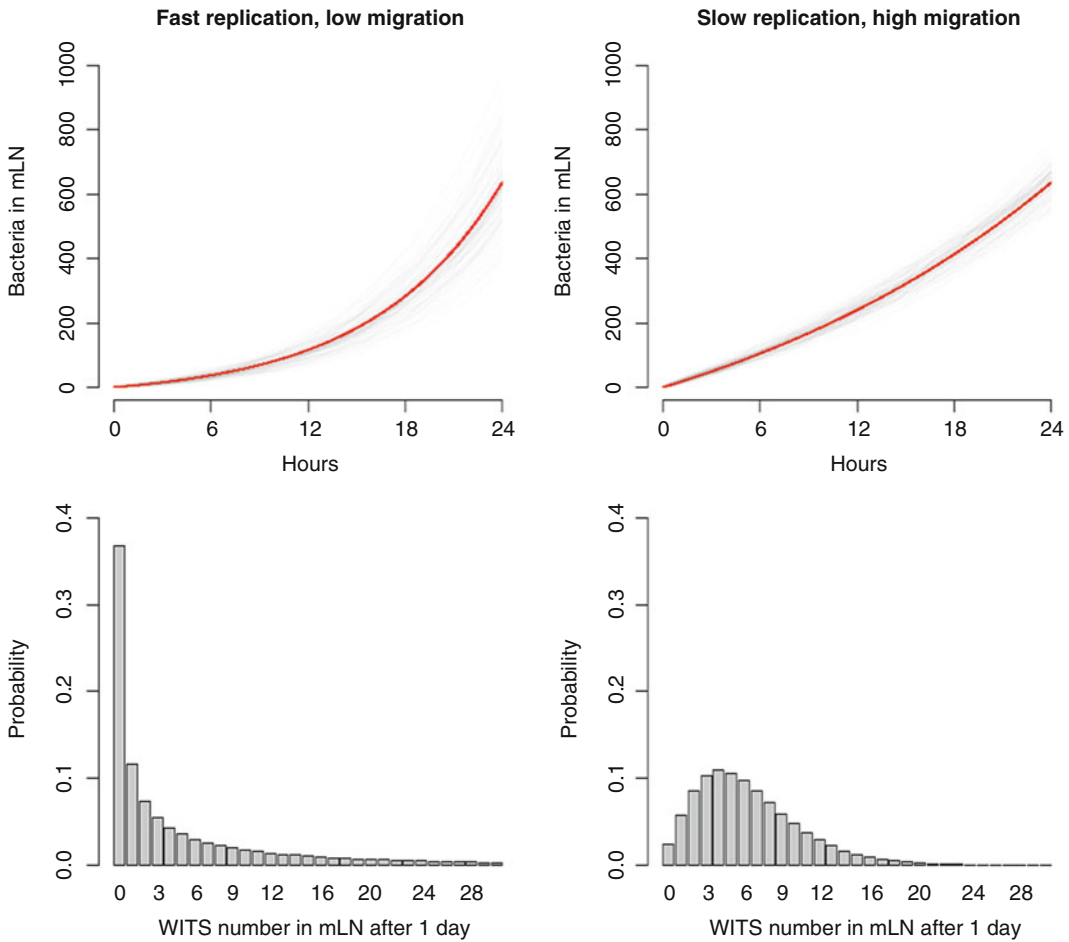 Fast replication, low migration
Bacteria in mLN
1000
800
600
400
200
0
0 6 12 18 24
Hours
Slow replication, high migration
Bacteria in mLN
1000
800
600
400
200
0
0 6 12 18 24
Hours
Probability
0.4
0.3
0.2
0.1
0.0
0 3 6 9 12 16 20 24 28
WITS number in mLN after 1 day
Probability
0.4
0.3
0.2
0.1
0.0
0 3 6 9 12 16 20 24 28
WITS number in mLN after 1 day